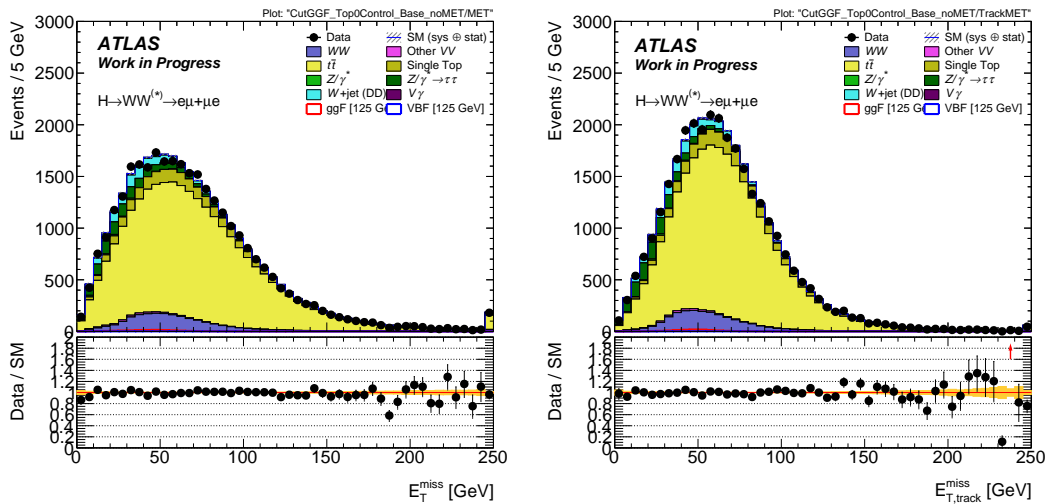 Plot: "CutGGF_Top0Control_Base_noMET/MET"
Events / 5 GeV
3000
2500
2000
1500
1000
500
0
ATLAS
Work in Progress
H→WW(*)→eμ+μe
Data
SM (sys ⊕ stat)
WW
Other VV
tt̄
Single Top
Z/γ*
Z/γ*→ττ
W+jet (DD)
Vγ
ggF [125 Ge
VBF [125 GeV]
Data / SM
1.8
1.6
1.4
1.2
1
0.8
0.6
0.4
0.2
0
0 50 100 150 200 250
E_T^miss [GeV]
Plot: "CutGGF_Top0Control_Base_noMET/TrackMET"
Events / 5 GeV
3000
2500
2000
1500
1000
500
0
ATLAS
Work in Progress
H→WW(*)→eμ+μe
Data
SM (sys ⊕ stat)
WW
Other VV
tt̄
Single Top
Z/γ*
Z/γ*→ττ
W+jet (DD)
Vγ
ggF [125 Ge
VBF [125 GeV]
Data / SM
1.8
1.6
1.4
1.2
1
0.8
0.6
0.4
0.2
0
0 50 100 150 200 250
E_T,track^miss [GeV]